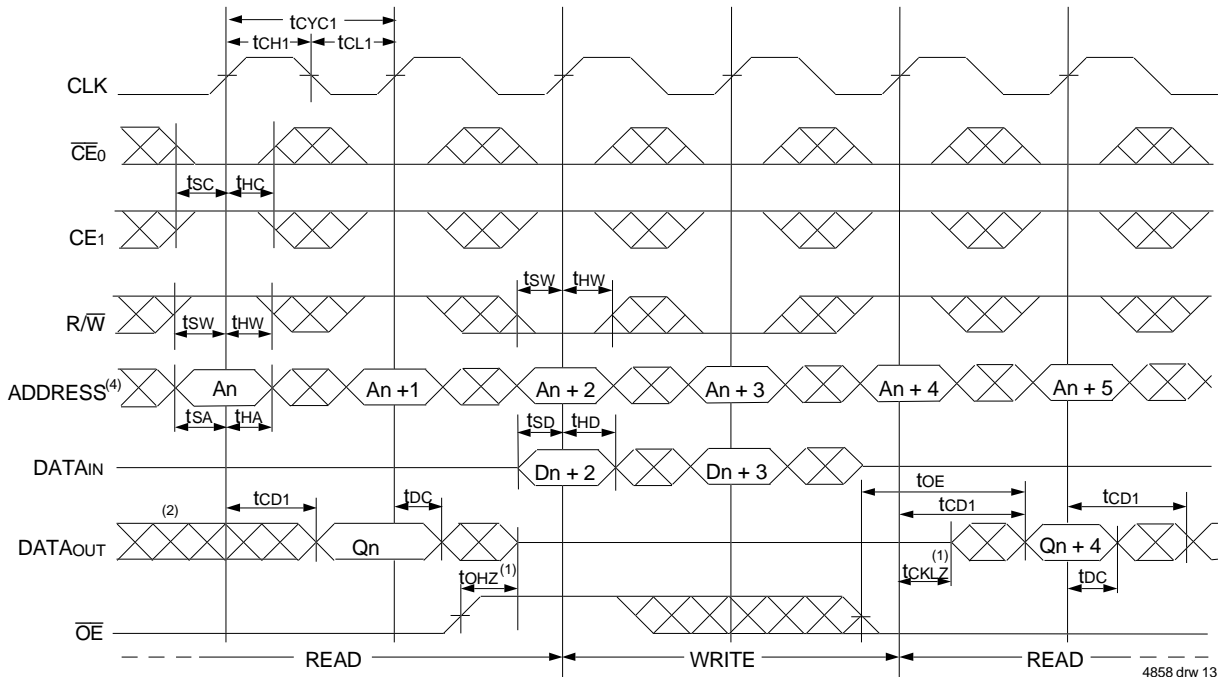 tCYC1
tCH1 tCL1
CLK
CE0
tSC tHC
CE1
tSW tHW
R/W
tSW tHW
ADDRESS(4) An An +1 An + 2 An + 3 An + 4 An + 5
tSA tHA tSD tHD
DATAIN Dn + 2 Dn + 3
tOE
tCD1 tDC tCD1 tCD1
(2)
DATAOUT Qn Qn + 4
(1)
tOHZ(1) tCKLZ tDC
OE
READ WRITE READ
4858 drw 13